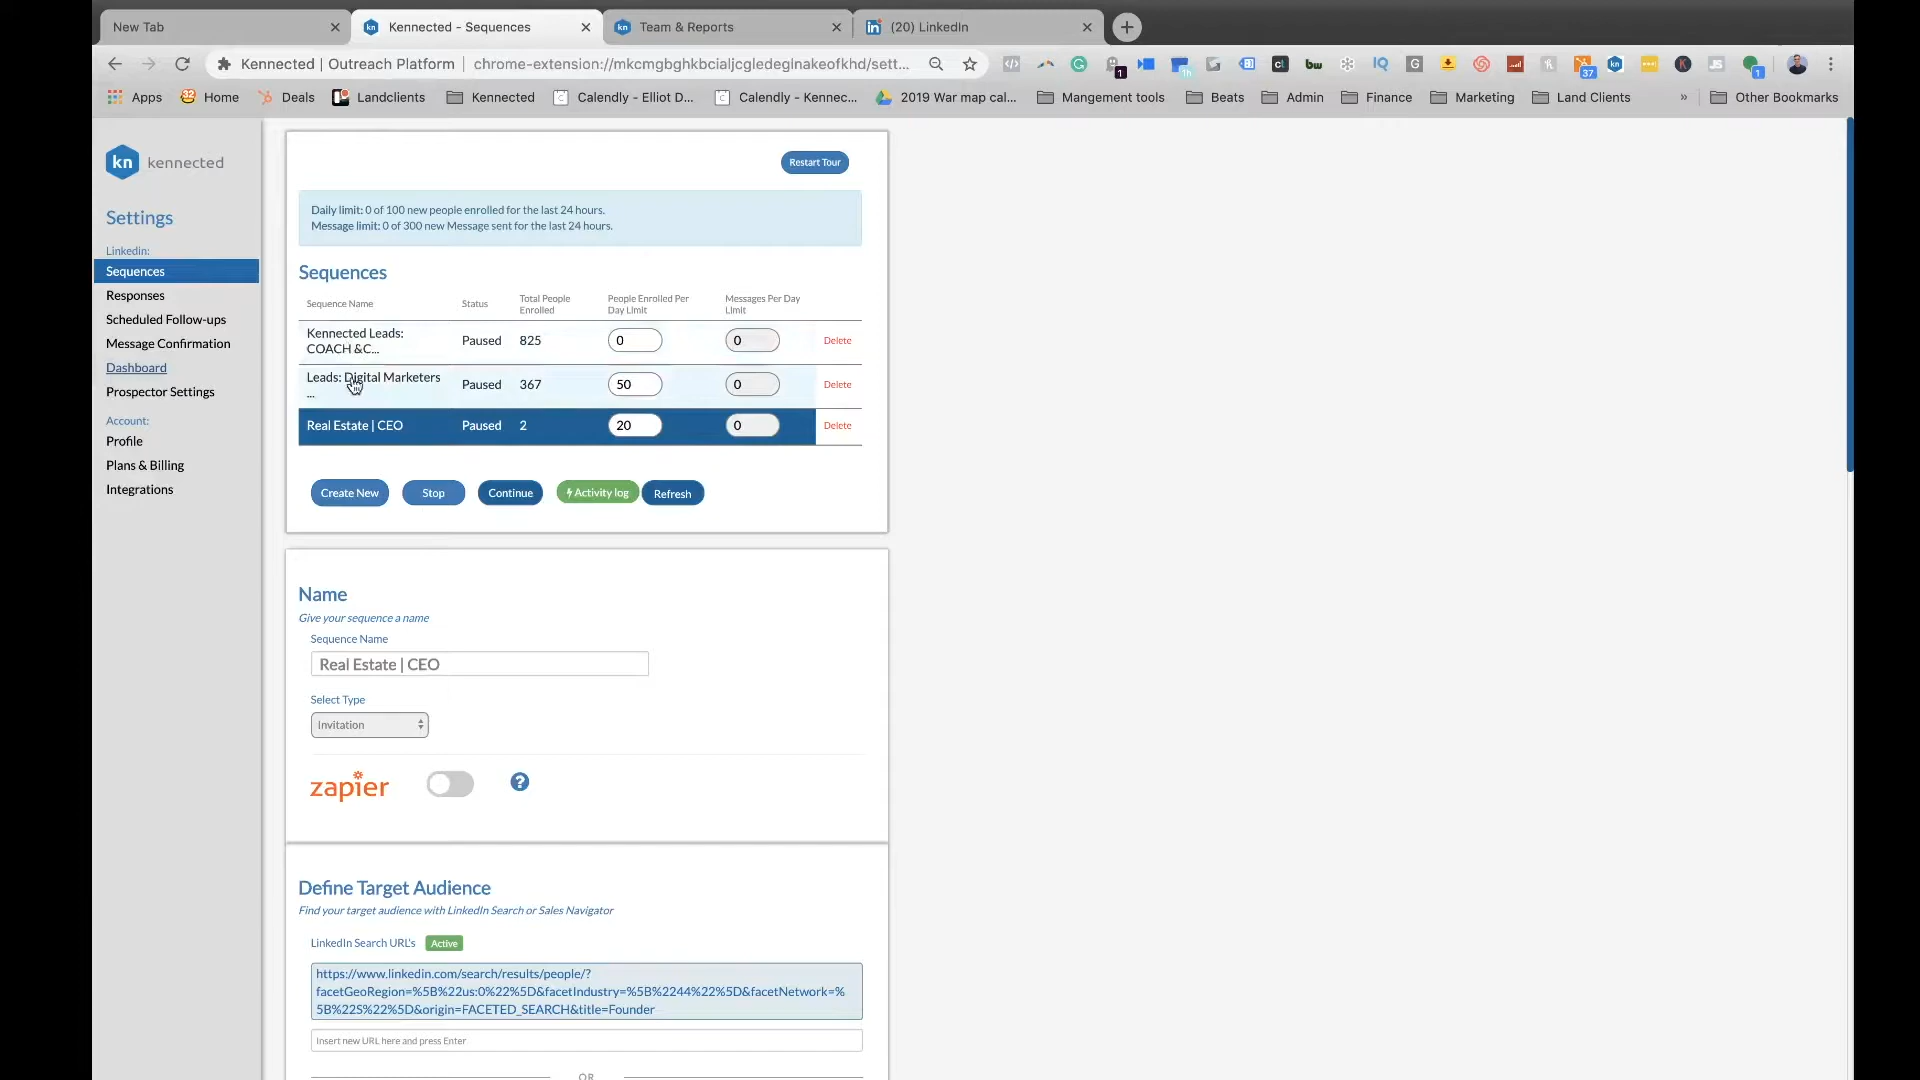 New Tab
Kennected - Sequences
Team & Reports
(20) LinkedIn
Kennected | Outreach Platform
chrome-extension://mkcmgbghkbcialjcgledeglnakeofkhd/sett...
Apps
Home
Deals
Landclients
Kennected
Calendly - Elliot D...
Calendly - Kennec...
2019 War map cal...
Mangement tools
Beats
Admin
Finance
Marketing
Land Clients
»
Other Bookmarks
kn kennected
Settings
Linkedin:
Sequences
Responses
Scheduled Follow-ups
Message Confirmation
Dashboard
Prospector Settings
Account:
Profile
Plans & Billing
Integrations
Restart Tour
Daily limit: 0 of 100 new people enrolled for the last 24 hours.
Message limit: 0 of 300 new Message sent for the last 24 hours.
Sequences
Sequence Name
Status
Total People Enrolled
People Enrolled Per Day Limit
Messages Per Day Limit
Kennected Leads: COACH &C...
Paused
825
0
0
Delete
Leads: Digital Marketers ...
Paused
367
50
0
Delete
Real Estate | CEO
Paused
2
20
0
Delete
Create New
Stop
Continue
Activity log
Refresh
Name
Give your sequence a name
Sequence Name
Real Estate | CEO
Select Type
Invitation
zapier
?
Define Target Audience
Find your target audience with LinkedIn Search or Sales Navigator
LinkedIn Search URL's
Active
https://www.linkedin.com/search/results/people/?
facetGeoRegion=%5B%22us:0%22%5D&facetIndustry=%5B%2244%22%5D&facetNetwork=%
5B%22S%22%5D&origin=FACETED_SEARCH&title=Founder
Insert new URL here and press Enter
OR